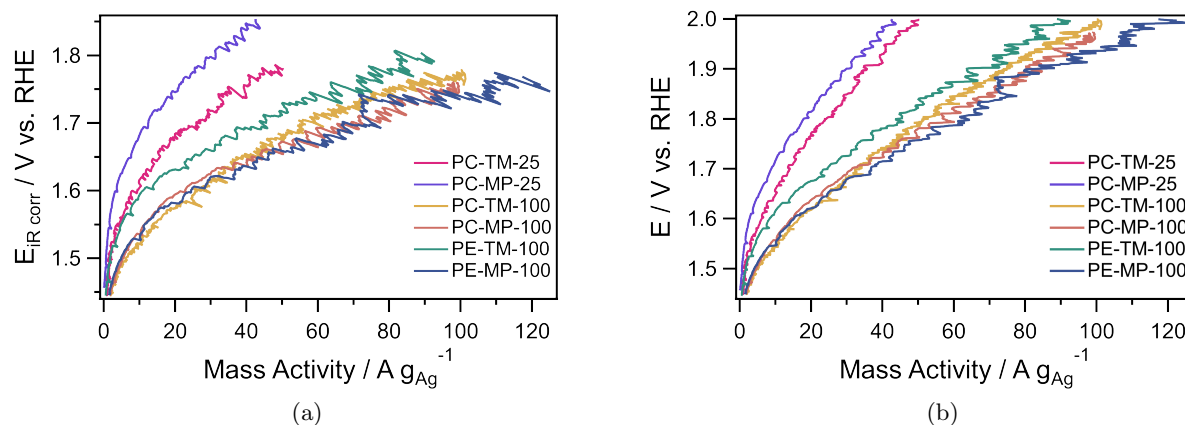 E_iR corr / V vs. RHE
1.8
1.7
1.6
1.5
0 20 40 60 80 100 120
Mass Activity / A g_Ag^-1
PC-TM-25
PC-MP-25
PC-TM-100
PC-MP-100
PE-TM-100
PE-MP-100
(a)
E / V vs. RHE
2.0
1.9
1.8
1.7
1.6
1.5
0 20 40 60 80 100 120
Mass Activity / A g_Ag^-1
PC-TM-25
PC-MP-25
PC-TM-100
PC-MP-100
PE-TM-100
PE-MP-100
(b)